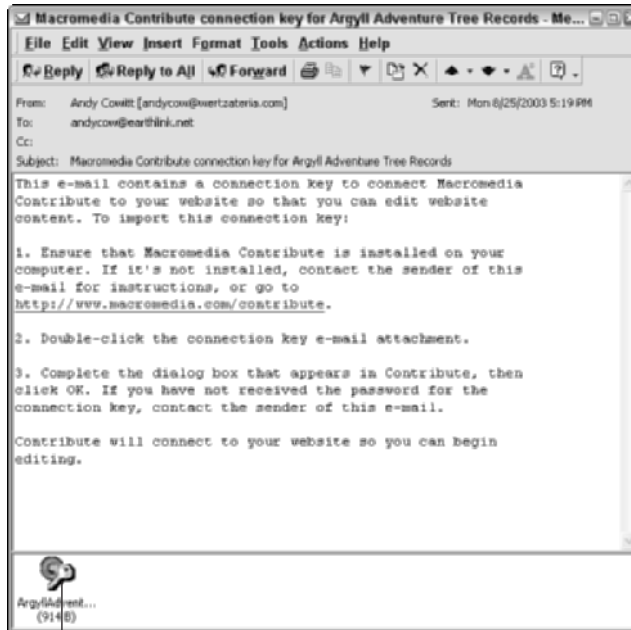 Macromedia Contribute connection key for Argyll Adventure Tree Records - Me...
File Edit View Insert Format Tools Actions Help
Reply Reply to All Forward
From: Andy Cowitt [andycow@wertzateria.com] Sent: Mon 8/25/2003 5:19 PM
To: andycow@earthlink.net
Cc:
Subject: Macromedia Contribute connection key for Argyll Adventure Tree Records
This e-mail contains a connection key to connect Macromedia
Contribute to your website so that you can edit website
content. To import this connection key:
1. Ensure that Macromedia Contribute is installed on your
computer. If it's not installed, contact the sender of this
e-mail for instructions, or go to
http://www.macromedia.com/contribute.
2. Double-click the connection key e-mail attachment.
3. Complete the dialog box that appears in Contribute, then
click OK. If you have not received the password for the
connection key, contact the sender of this e-mail.
Contribute will connect to your website so you can begin
editing.
ArgyllAdvent...
(914 B)